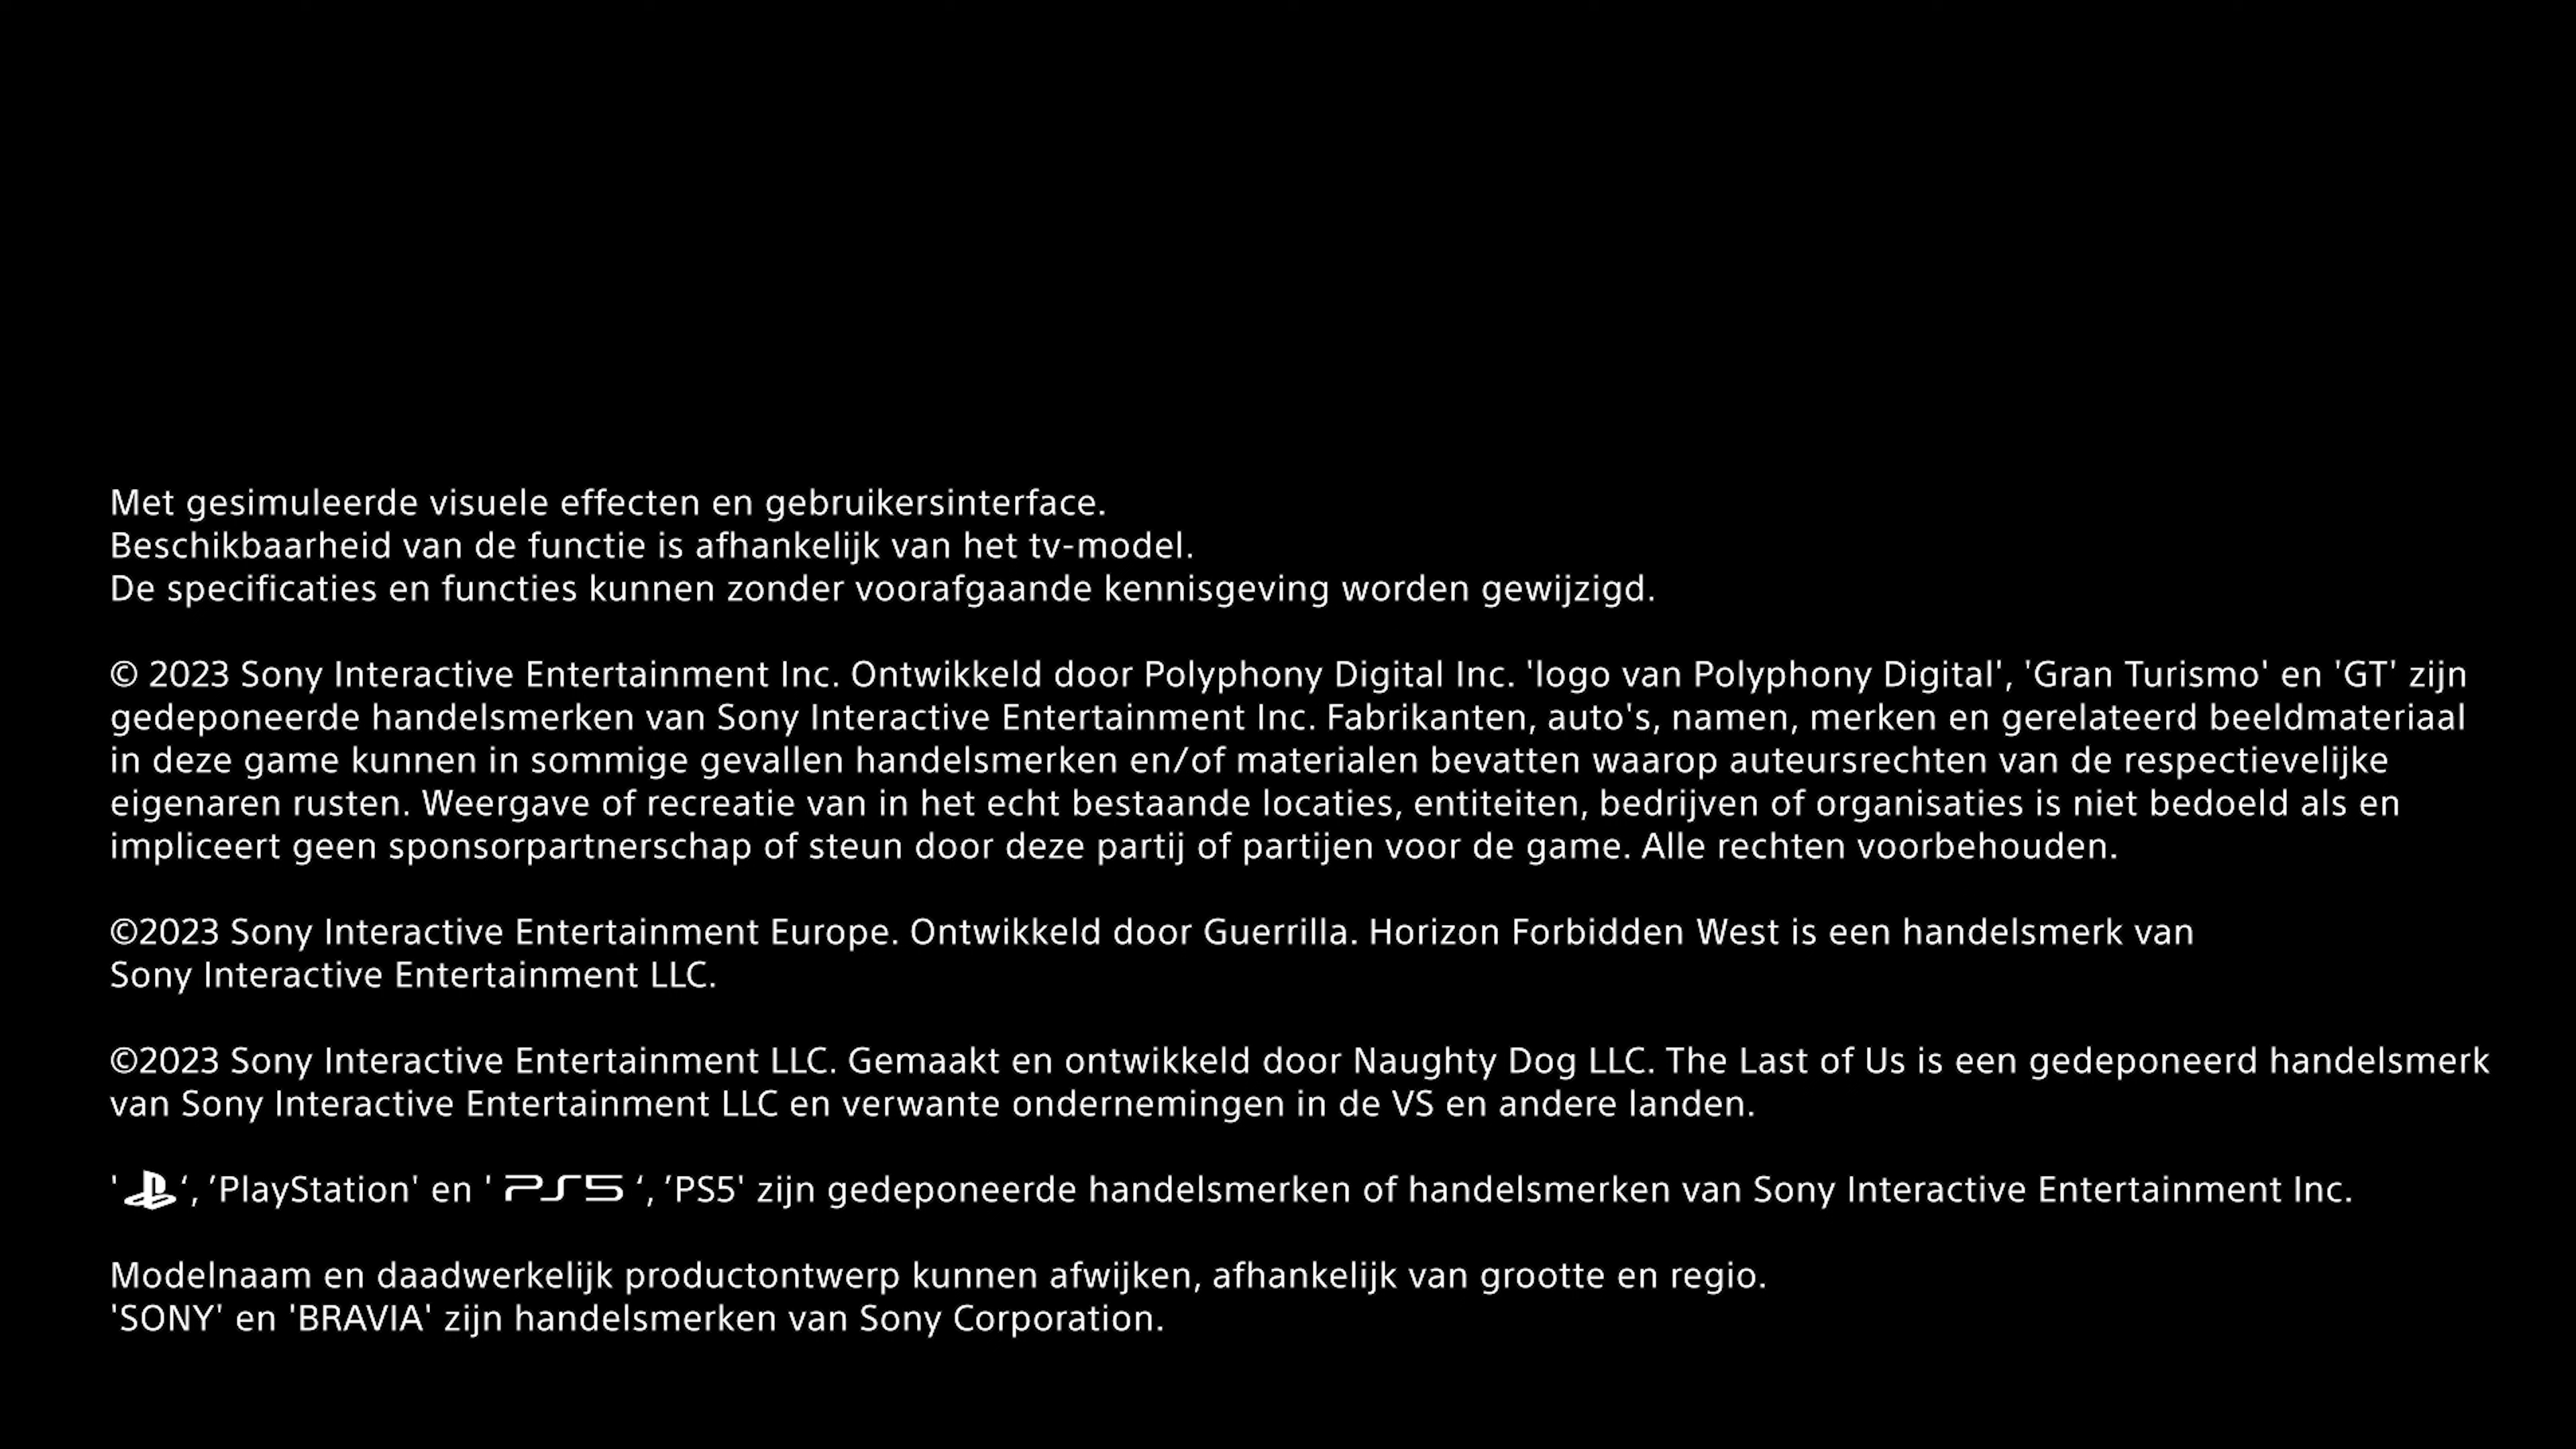 Met gesimuleerde visuele effecten en gebruikersinterface.
Beschikbaarheid van de functie is afhankelijk van het tv-model.
De specificaties en functies kunnen zonder voorafgaande kennisgeving worden gewijzigd.
© 2023 Sony Interactive Entertainment Inc. Ontwikkeld door Polyphony Digital Inc. 'logo van Polyphony Digital', 'Gran Turismo' en 'GT' zijn
gedeponeerde handelsmerken van Sony Interactive Entertainment Inc. Fabrikanten, auto's, namen, merken en gerelateerd beeldmateriaal
in deze game kunnen in sommige gevallen handelsmerken en/of materialen bevatten waarop auteursrechten van de respectievelijke
eigenaren rusten. Weergave of recreatie van in het echt bestaande locaties, entiteiten, bedrijven of organisaties is niet bedoeld als en
impliceert geen sponsorpartnerschap of steun door deze partij of partijen voor de game. Alle rechten voorbehouden.
©2023 Sony Interactive Entertainment Europe. Ontwikkeld door Guerrilla. Horizon Forbidden West is een handelsmerk van
Sony Interactive Entertainment LLC.
©2023 Sony Interactive Entertainment LLC. Gemaakt en ontwikkeld door Naughty Dog LLC. The Last of Us is een gedeponeerd handelsmerk
van Sony Interactive Entertainment LLC en verwante ondernemingen in de VS en andere landen.
' ‘, ’PlayStation' en ' PS5 ‘, ’PS5' zijn gedeponeerde handelsmerken of handelsmerken van Sony Interactive Entertainment Inc.
Modelnaam en daadwerkelijk productontwerp kunnen afwijken, afhankelijk van grootte en regio.
'SONY' en 'BRAVIA' zijn handelsmerken van Sony Corporation.